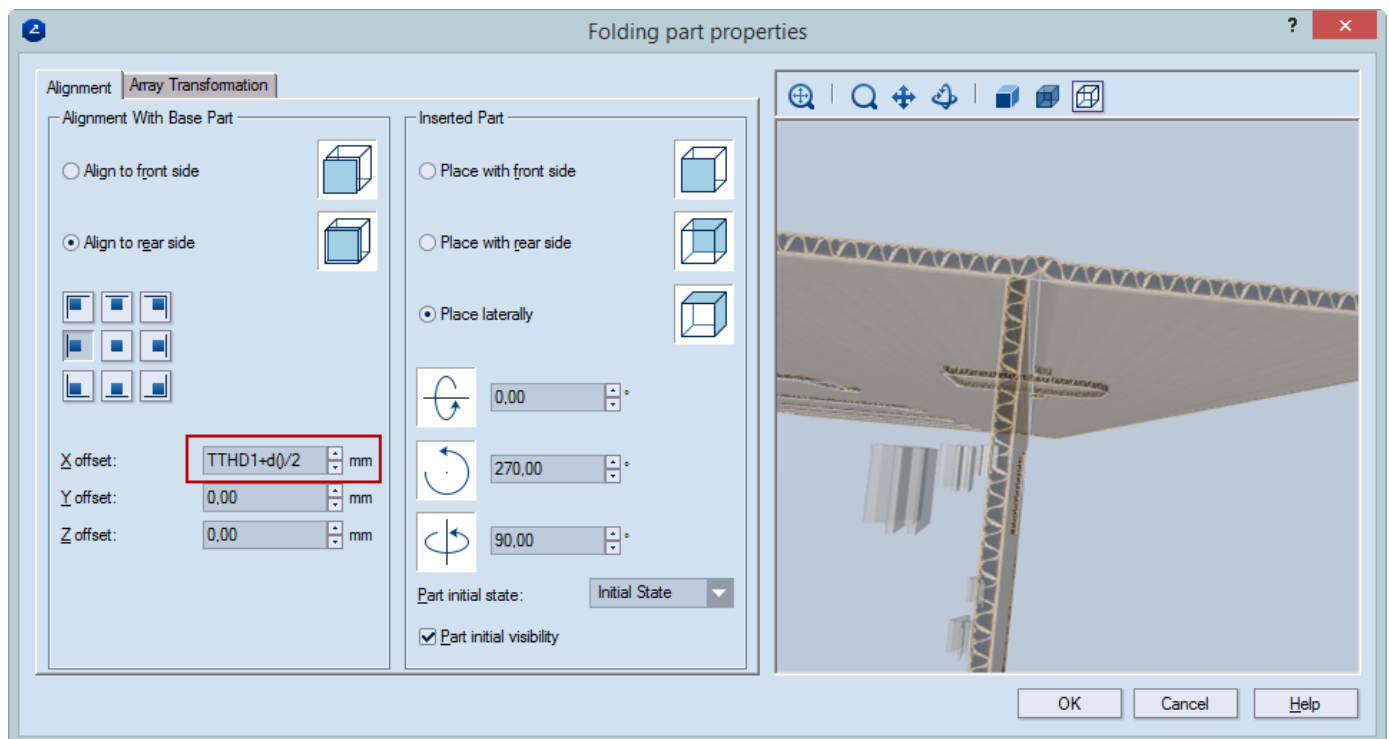 Folding part properties
?
Alignment
Array Transformation
Alignment With Base Part
Align to front side
Align to rear side
X offset:
TTHD1+d()/2
mm
Y offset:
0,00
mm
Z offset:
0,00
mm
Inserted Part
Place with front side
Place with rear side
Place laterally
0,00
°
270,00
°
90,00
°
Part initial state:
Initial State
Part initial visibility
OK
Cancel
Help